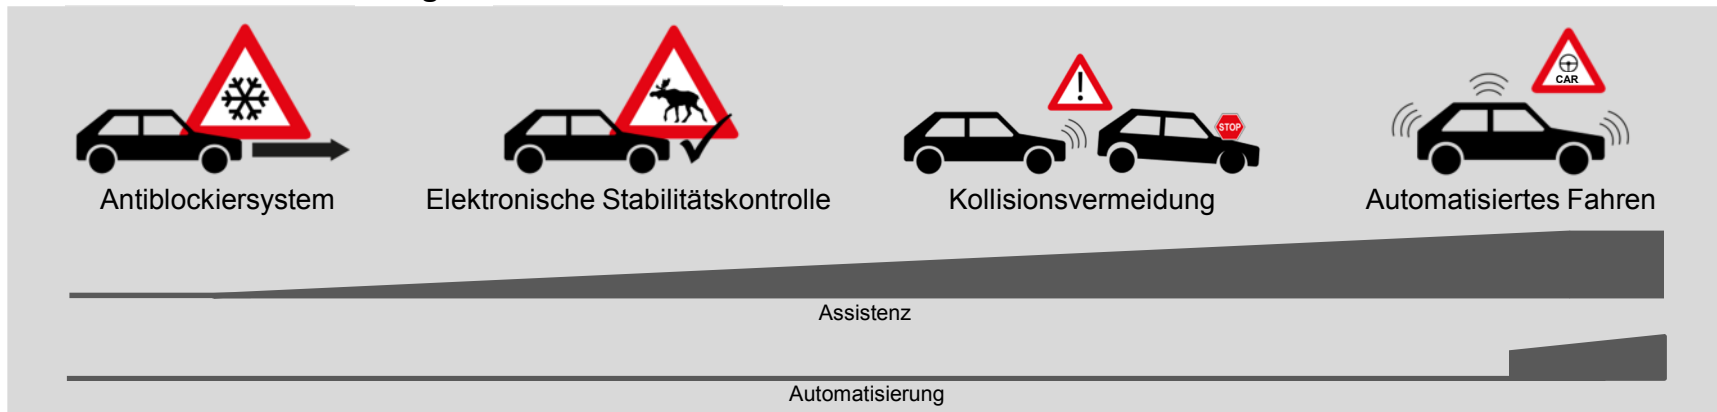 STOP
CAR
Antiblockiersystem Elektronische Stabilitätskontrolle Kollisionsvermeidung Automatisiertes Fahren
Assistenz
Automatisierung